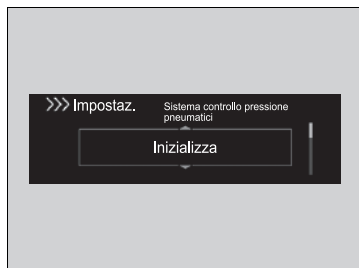 >>> Impostaz.
Sistema controllo pressione
pneumatici
Inizializza